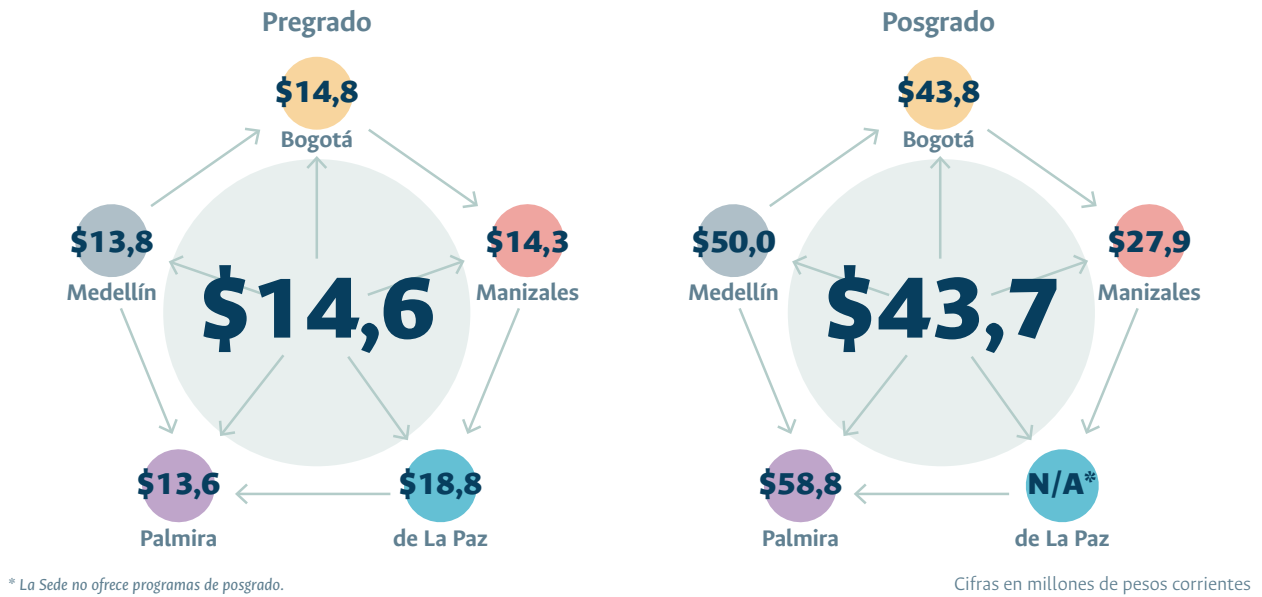 Pregrado
$14,8
Bogotá
$13,8
Medellín
$14,3
Manizales
$14,6
$13,6
Palmira
$18,8
de La Paz
Posgrado
$43,8
Bogotá
$50,0
Medellín
$27,9
Manizales
$43,7
$58,8
Palmira
N/A*
de La Paz
* La Sede no ofrece programas de posgrado.
Cifras en millones de pesos corrientes